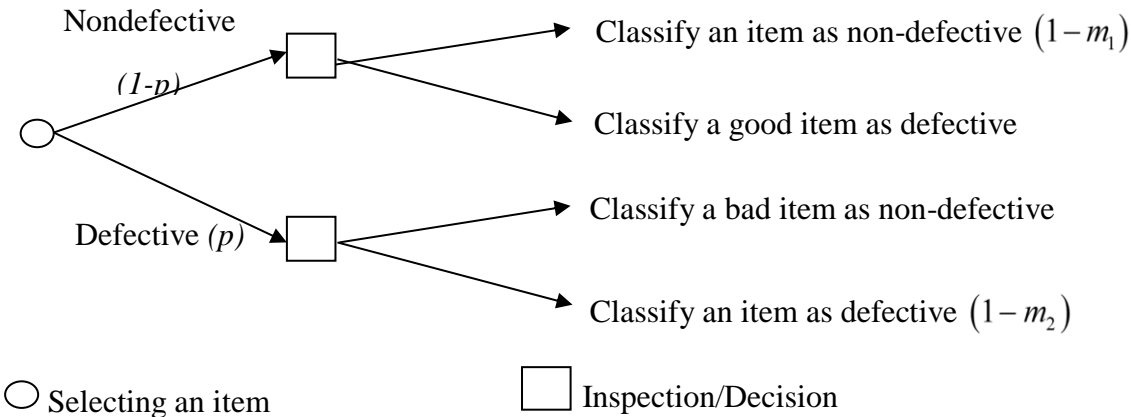 Nondefective
(1-p)
Classify an item as non-defective (1 − m₁)
Classify a good item as defective
Classify a bad item as non-defective
Defective (p)
Classify an item as defective (1 − m₂)
Selecting an item
Inspection/Decision